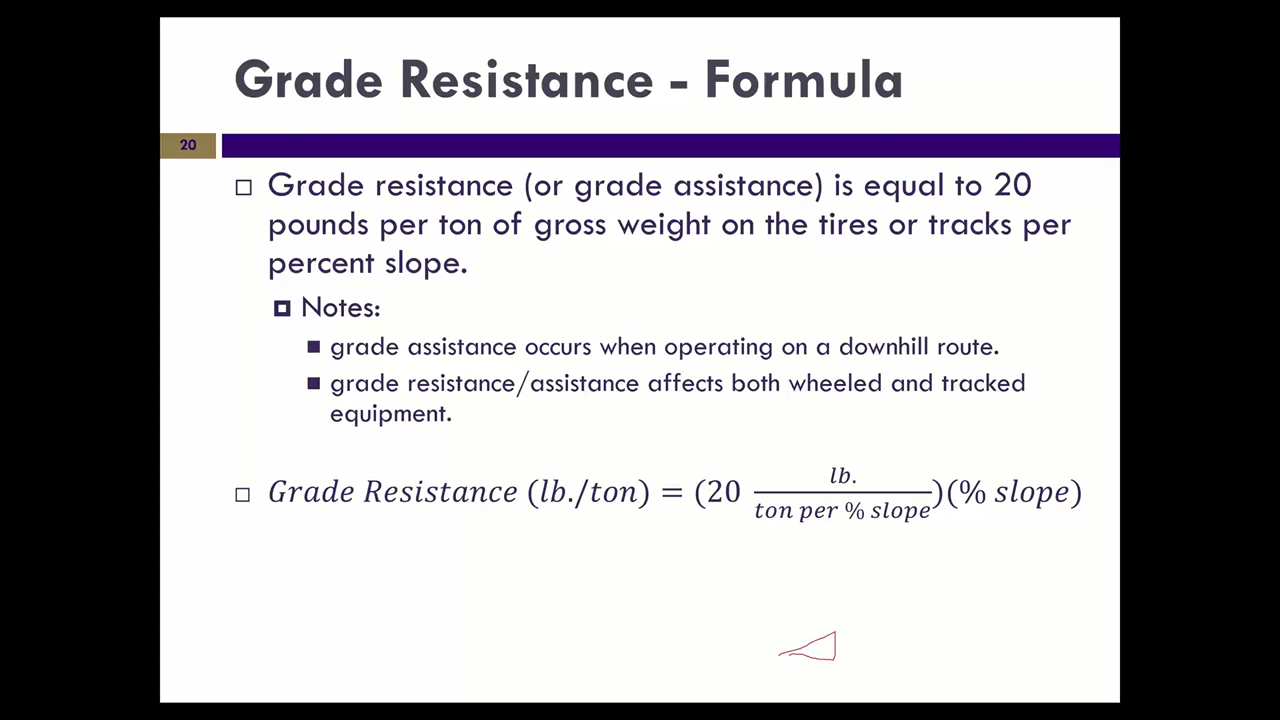 Grade Resistance - Formula
20
Grade resistance (or grade assistance) is equal to 20
pounds per ton of gross weight on the tires or tracks per
percent slope.
Notes:
grade assistance occurs when operating on a downhill route.
grade resistance/assistance affects both wheeled and tracked
equipment.
Grade Resistance (lb./ton) = (20 lb. / ton per % slope)(% slope)